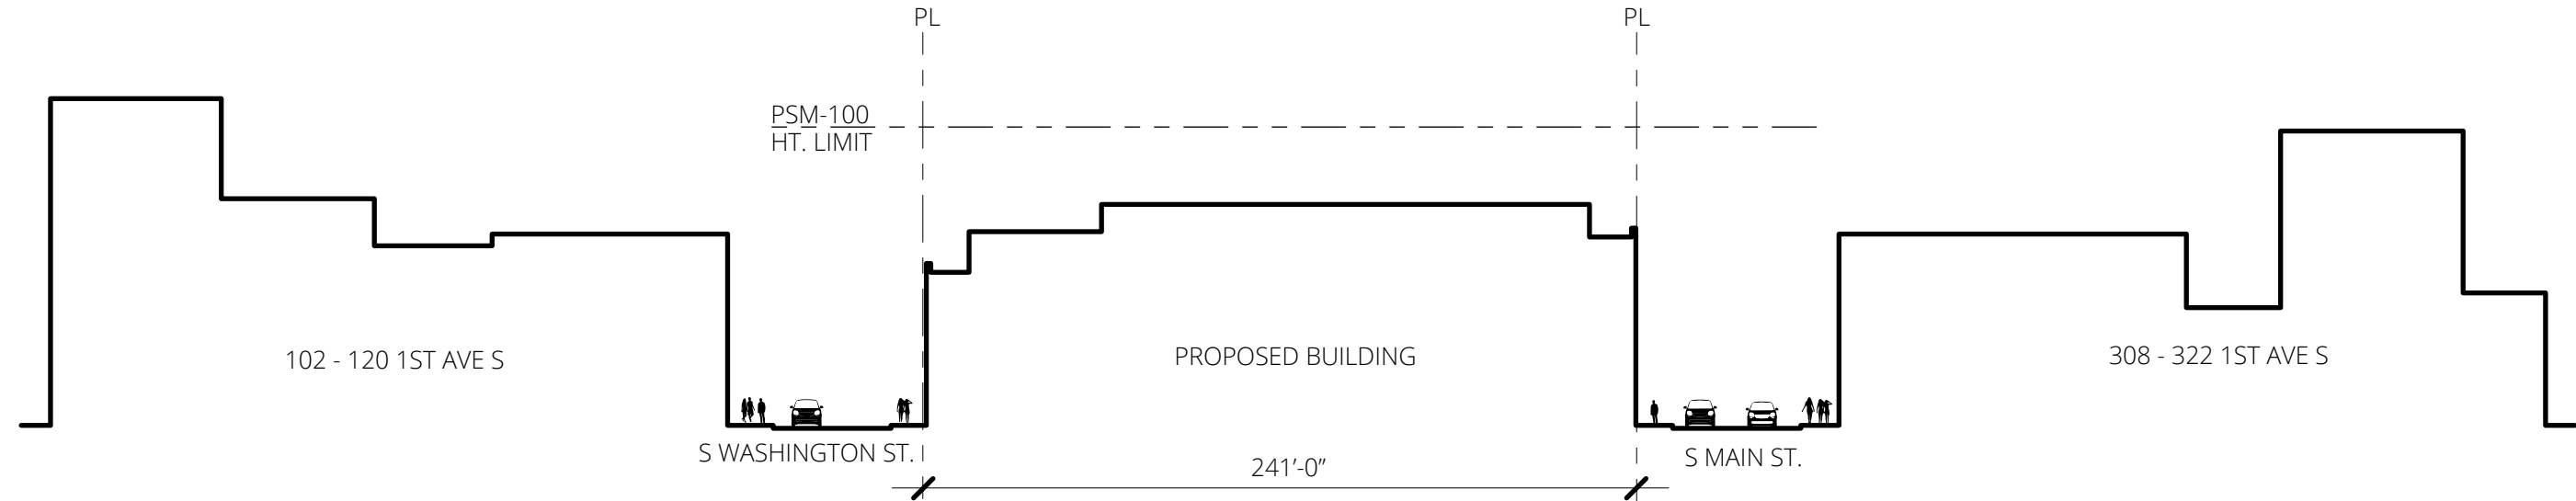 PL
PL
PSM-100
HT. LIMIT
102 - 120 1ST AVE S
PROPOSED BUILDING
308 - 322 1ST AVE S
S WASHINGTON ST.
241’-0”
S MAIN ST.